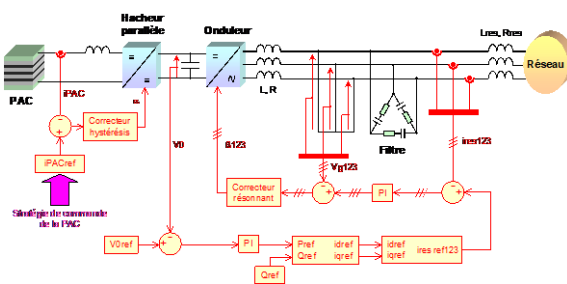 Hacheur
parallèle
Onduleur
Lres, Rres
=
=
=
Réseau
PAC
iPAC
α
L, R
Correcteur
hystérésis
V0
Filtre
ires123
iPACref
Correcteur
résonnant
PI
Stratégie de commande
de la PAC
V0ref
PI
Pref idref
Qref iqref
idref
iqref
ires ref123
Qref